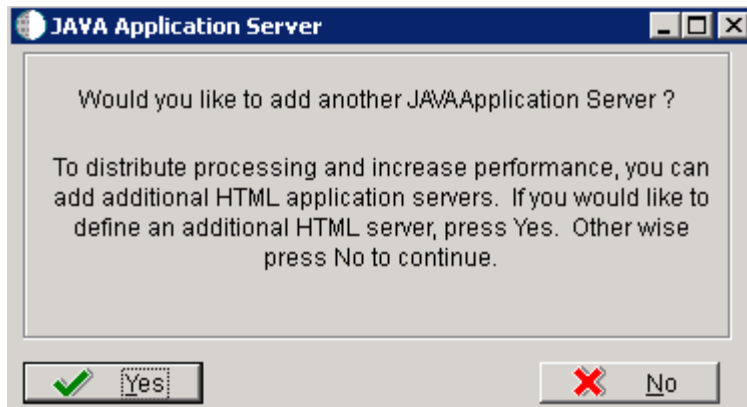 JAVA Application Server
Would you like to add another JAVAApplication Server ?
To distribute processing and increase performance, you can
add additional HTML application servers.  If you would like to
define an additional HTML server, press Yes.  Other wise
press No to continue.
Yes
No